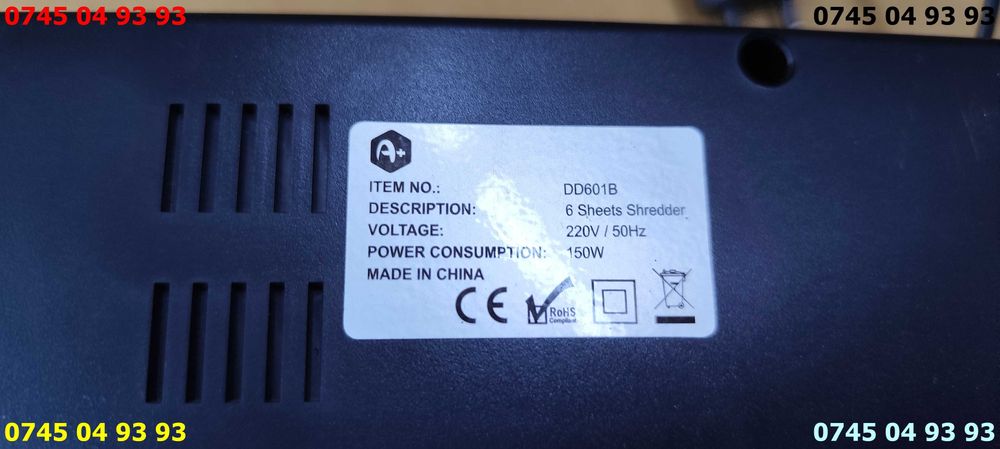 0745 04 93 93 0745 04 93 93
A+
ITEM NO.: DD601B
DESCRIPTION: 6 Sheets Shredder
VOLTAGE: 220V / 50Hz
POWER CONSUMPTION: 150W
MADE IN CHINA
CE RoHS
Compliant
0745 04 93 93 0745 04 93 93